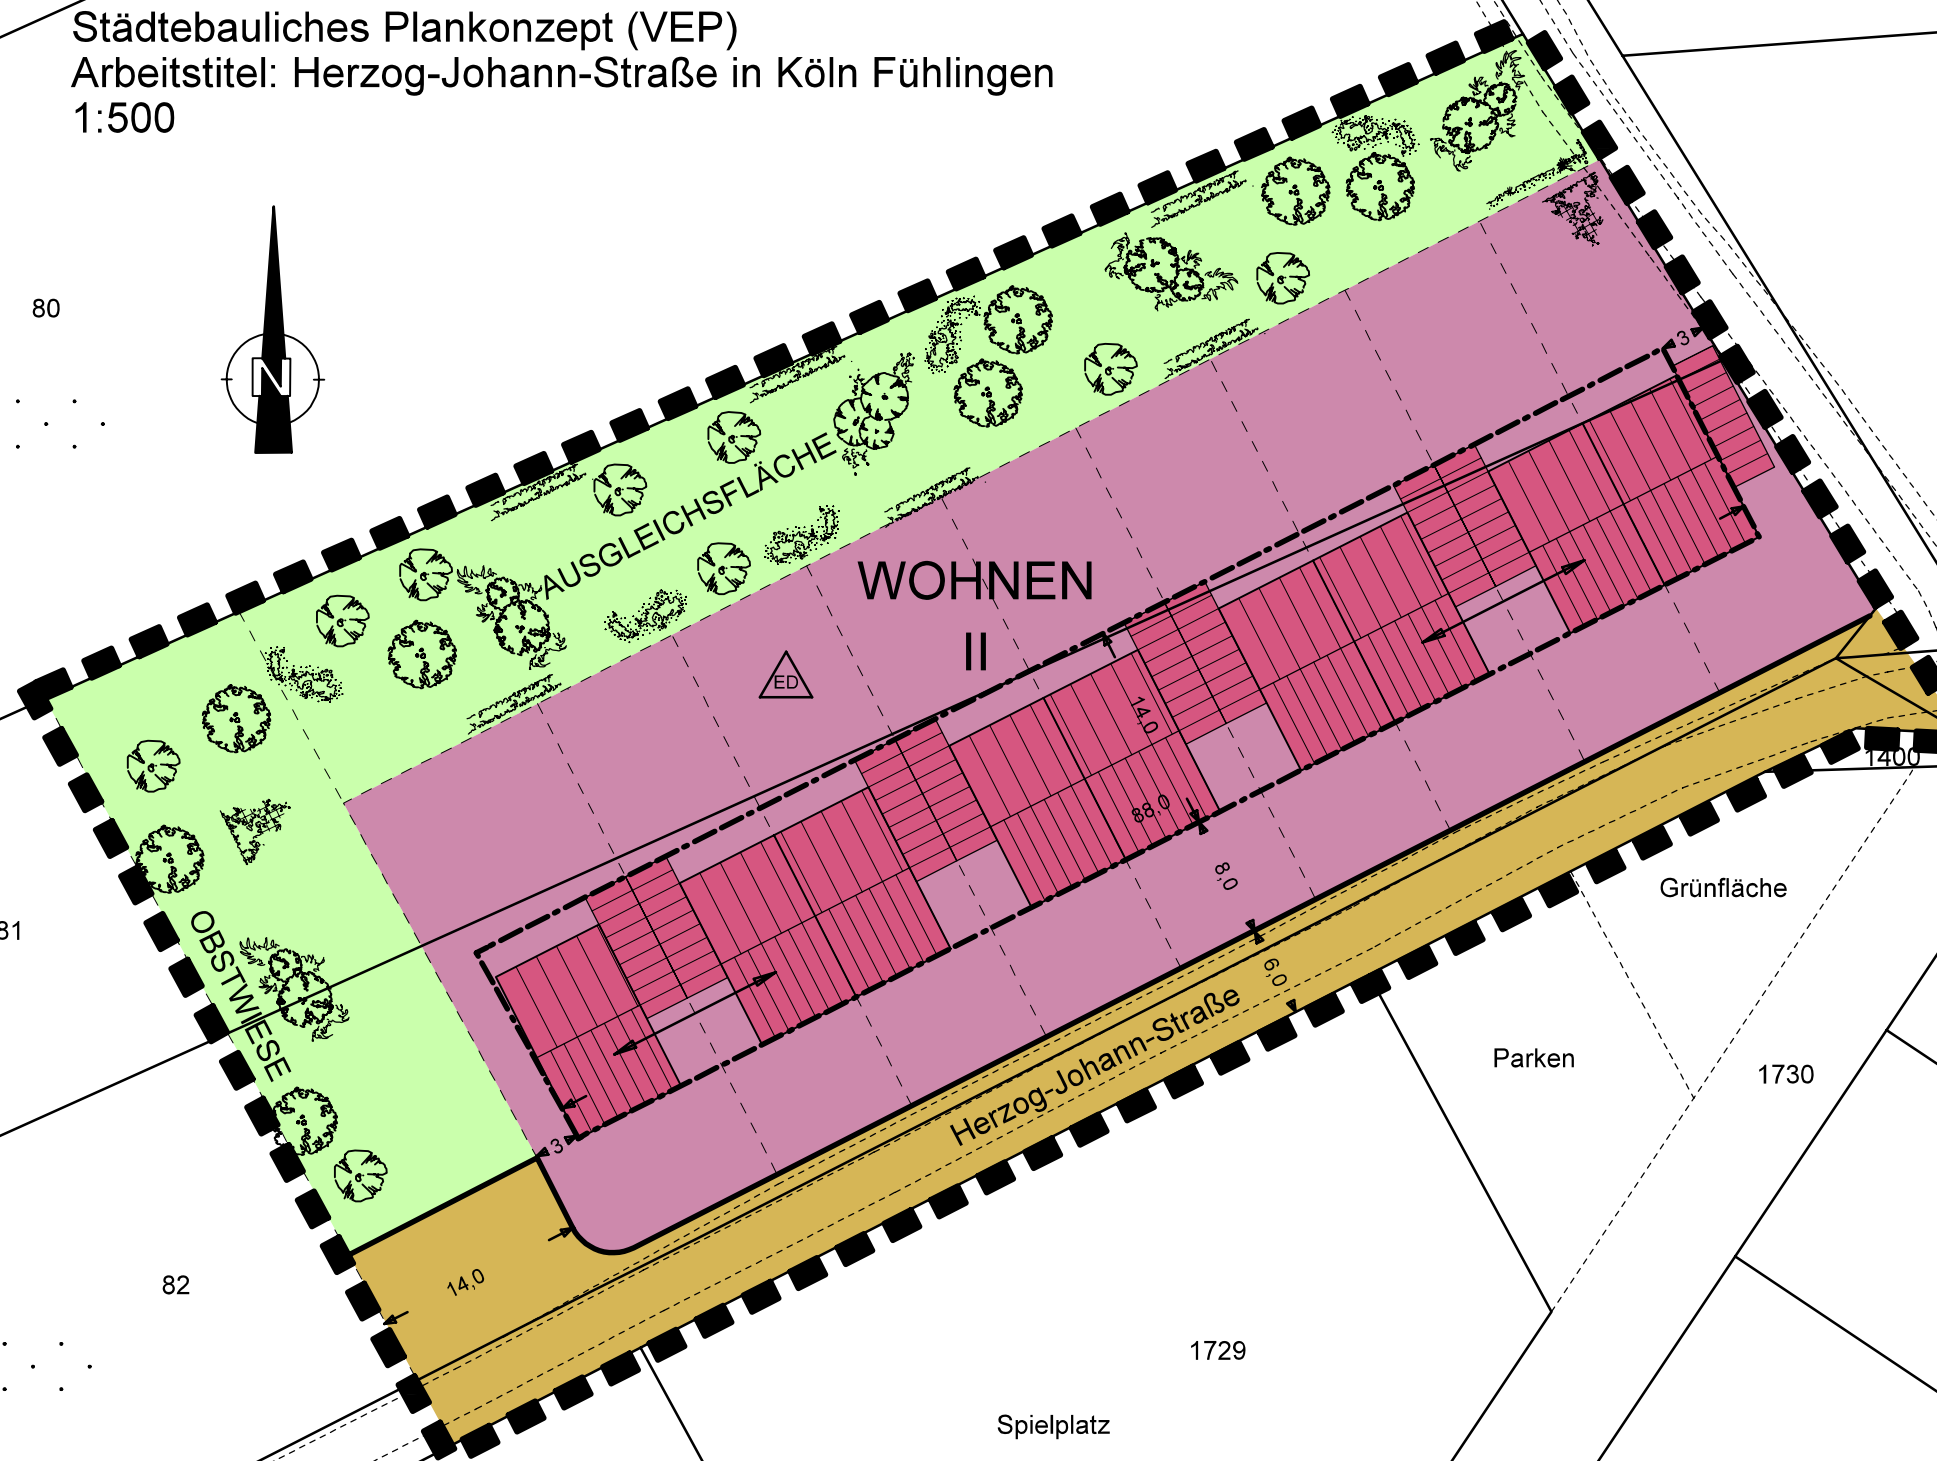 Städtebauliches Plankonzept (VEP)
Arbeitstitel: Herzog-Johann-Straße in Köln Fühlingen
1:500
80
N
3
AUSGLEICHSFLÄCHE
WOHNEN
II
ED
14,0
1400
88,0
8,0
Grünfläche
81
OBSTWIESE
6,0
Herzog-Johann-Straße
Parken
1730
3
82
14,0
1729
Spielplatz